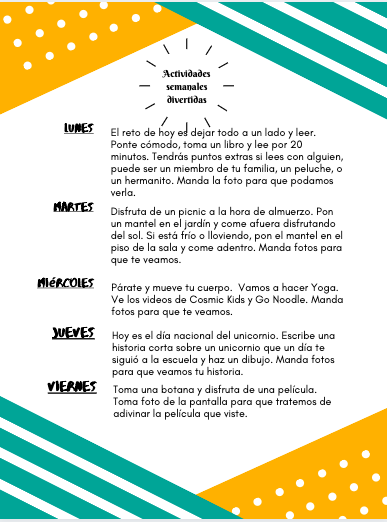 Actividades
semanales
divertidas
LUNES
El reto de hoy es dejar todo a un lado y leer.
Ponte cómodo, toma un libro y lee por 20
minutos. Tendrás puntos extras si lees con alguien,
puede ser un miembro de tu familia, un peluche, o
un hermanito. Manda la foto para que podamos
verla.
MARTES
Disfruta de un picnic a la hora de almuerzo. Pon
un mantel en el jardín y come afuera disfrutando
del sol. Si está frío o lloviendo, pon el mantel en el
piso de la sala y come adentro. Manda fotos para
que te veamos.
MIÉRCOLES
Párate y mueve tu cuerpo. Vamos a hacer Yoga.
Ve los videos de Cosmic Kids y Go Noodle. Manda
fotos para que te veamos.
JUEVES
Hoy es el día nacional del unicornio. Escribe una
historia corta sobre un unicornio que un día te
siguió a la escuela y haz un dibujo. Manda fotos
para que veamos tu historia.
VIERNES
Toma una botana y disfruta de una película.
Toma foto de la pantalla para que tratemos de
adivinar la película que viste.